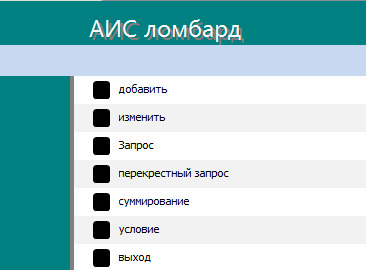 АИС ломбард
добавить
изменить
Запрос
перекрестный запрос
суммирование
условие
выход